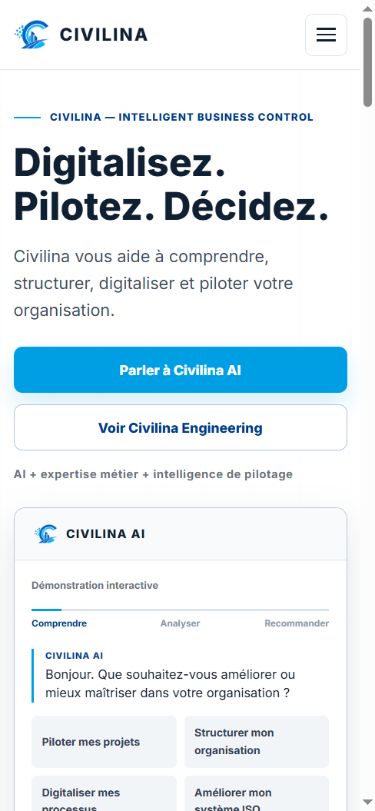 CIVILINA
CIVILINA — INTELLIGENT BUSINESS CONTROL
Digitalisez.
Pilotez. Décidez.
Civilina vous aide à comprendre,
structurer, digitaliser et piloter votre
organisation.
Parler à Civilina AI
Voir Civilina Engineering
AI + expertise métier + intelligence de pilotage
CIVILINA AI
Démonstration interactive
Comprendre
Analyser
Recommander
CIVILINA AI
Bonjour. Que souhaitez-vous améliorer ou
mieux maîtriser dans votre organisation ?
Piloter mes projets
Structurer mon
organisation
Digitaliser mes
processus
Améliorer mon
système ISO